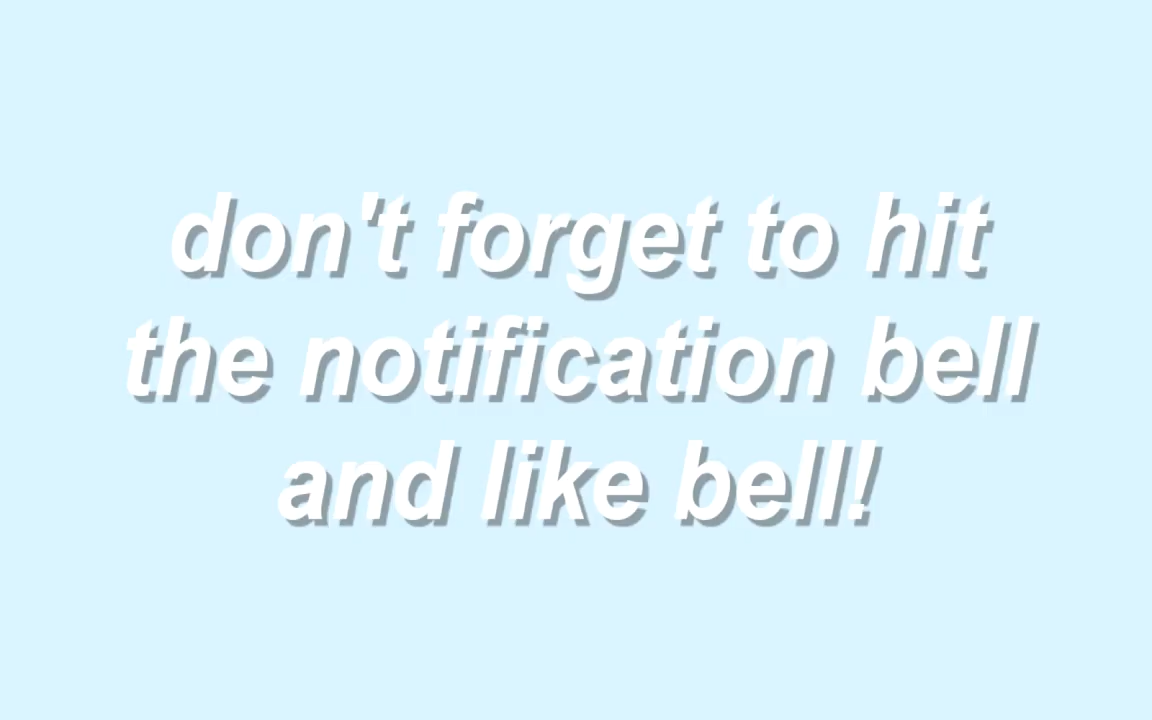 don't forget to hit
the notification bell
and like bell!